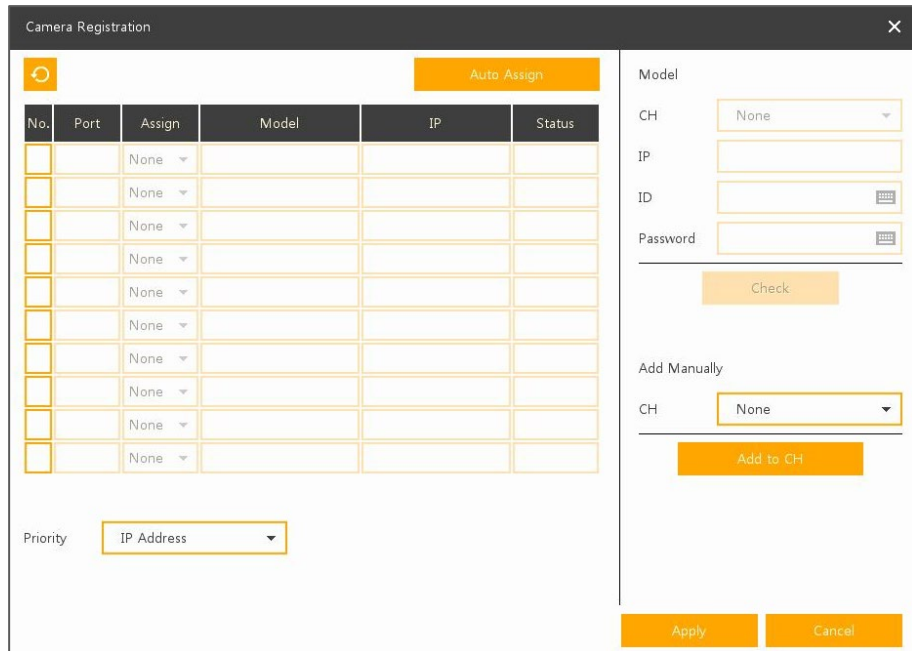 Camera Registration
Auto Assign
No. Port Assign Model IP Status
None
None
None
None
None
None
None
None
None
None
Priority IP Address
Model
CH None
IP
ID
Password
Check
Add Manually
CH None
Add to CH
Apply Cancel